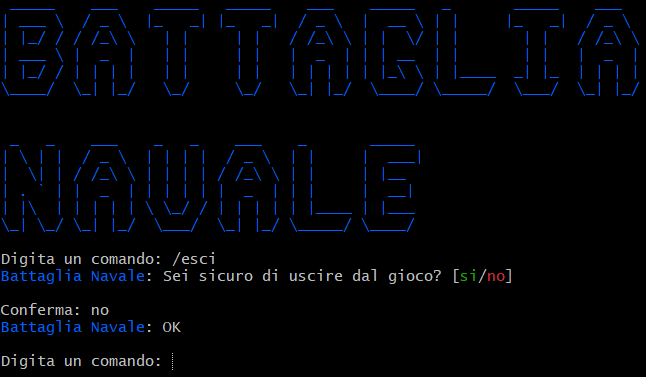 BATTAGLIA
NAVALE
Digita un comando: /esci
Battaglia Navale: Sei sicuro di uscire dal gioco? [si/no]
Conferma: no
Battaglia Navale: OK
Digita un comando: